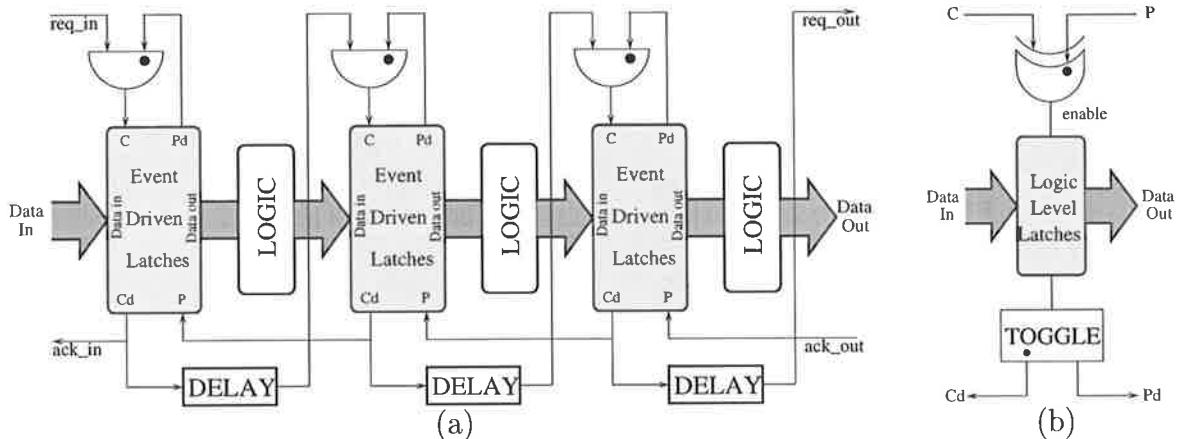 req_in
req_out
C
P
enable
C Pd
Event
Driven
Latches
Data in
Data out
Cd P
LOGIC
C Pd
Event
Driven
Latches
Data in
Data out
Cd P
LOGIC
C Pd
Event
Driven
Latches
Data in
Data out
Cd P
LOGIC
Data
In
Data
Out
Data
In
Logic
Level
Latches
Data
Out
ack_in
ack_out
DELAY
DELAY
DELAY
TOGGLE
Cd
Pd
(a)
(b)